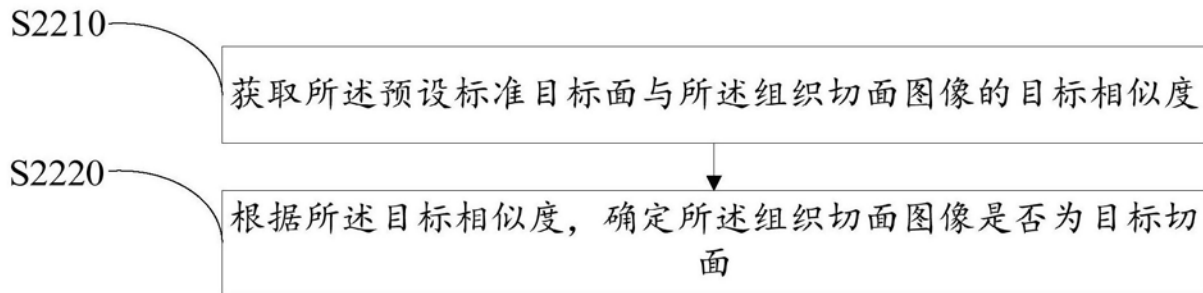 S2210
获取所述预设标准目标面与所述组织切面图像的目标相似度
S2220
根据所述目标相似度，确定所述组织切面图像是否为目标切
面